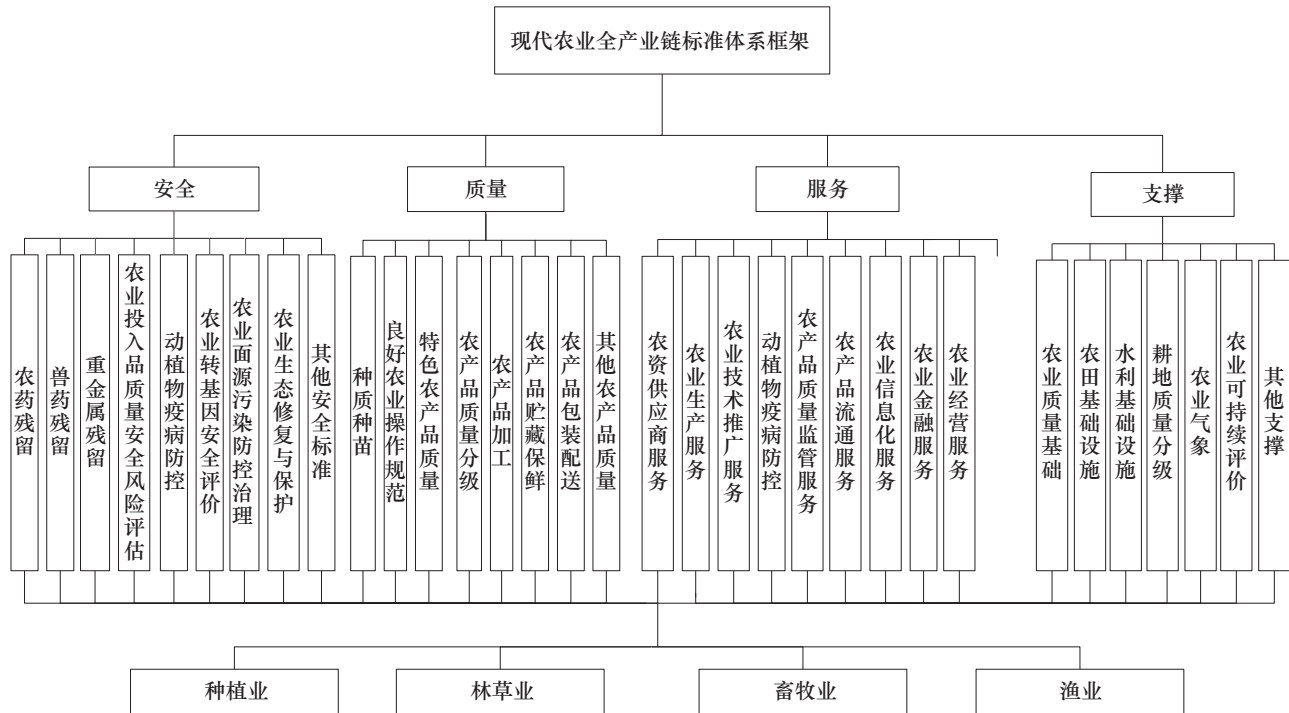 现代农业全产业链标准体系框架
安全
质量
服务
支撑
农药残留
兽药残留
重金属残留
农业投入品质量安全风险评估
动植物疫病防控
农业转基因安全评价
农业面源污染防控治理
农业生态修复与保护
其他安全标准
种质种苗
良好农业操作规范
特色农产品质量
农产品质量分级
农产品加工
农产品贮藏保鲜
农产品包装配送
其他农产品质量
农资供应商服务
农业生产服务
农业技术推广服务
动植物疫病防控
农产品质量监管服务
农产品流通服务
农业信息化服务
农业金融服务
农业经营服务
农业质量基础
农田基础设施
水利基础设施
耕地质量分级
农业气象
农业可持续评价
其他支撑
种植业
林草业
畜牧业
渔业